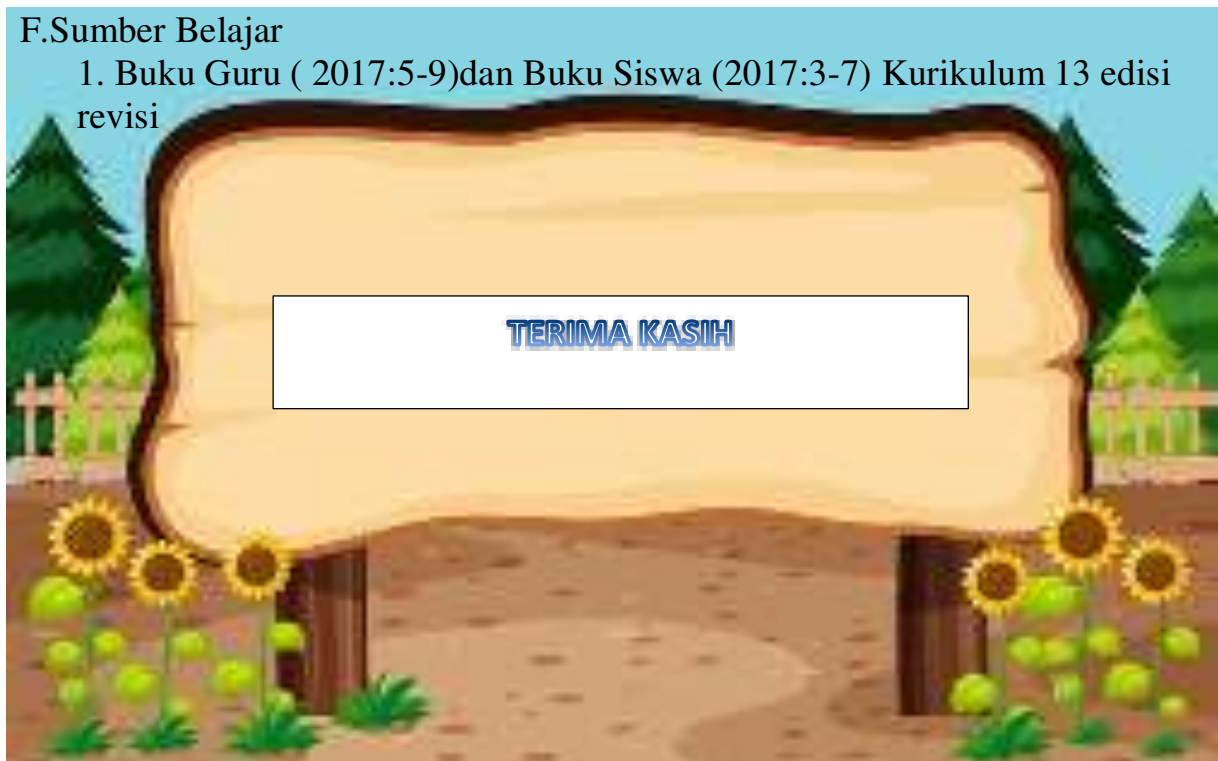 F.Sumber Belajar
1. Buku Guru ( 2017:5-9)dan Buku Siswa (2017:3-7) Kurikulum 13 edisi
revisi
TERIMA KASIH